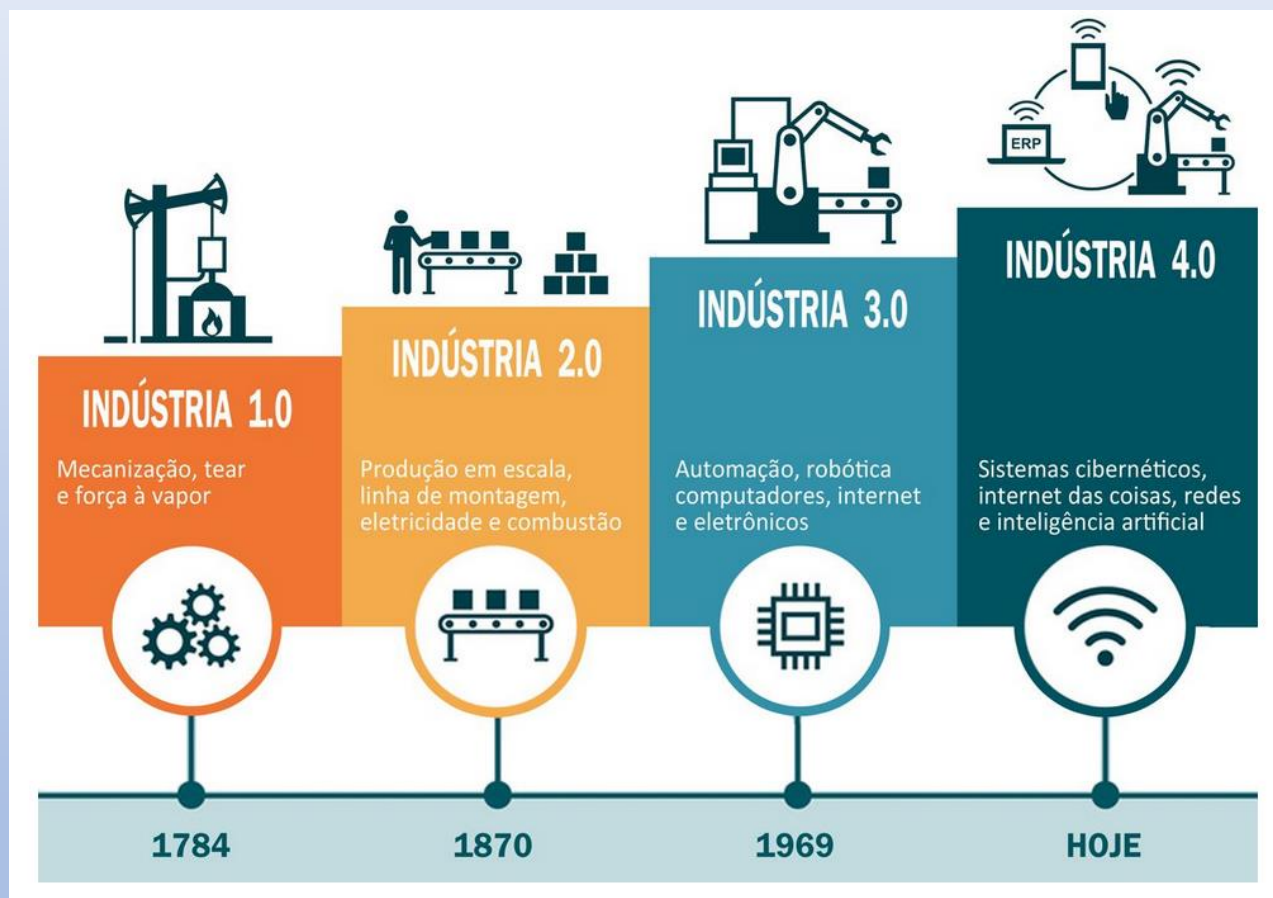 ERP
INDÚSTRIA 1.0
Mecanização, tear
e força à vapor
INDÚSTRIA 2.0
Produção em escala,
linha de montagem,
eletricidade e combustão
INDÚSTRIA 3.0
Automação, robótica
computadores, internet
e eletrônicos
INDÚSTRIA 4.0
Sistemas cibernéticos,
internet das coisas, redes
e inteligência artificial
1784
1870
1969
HOJE